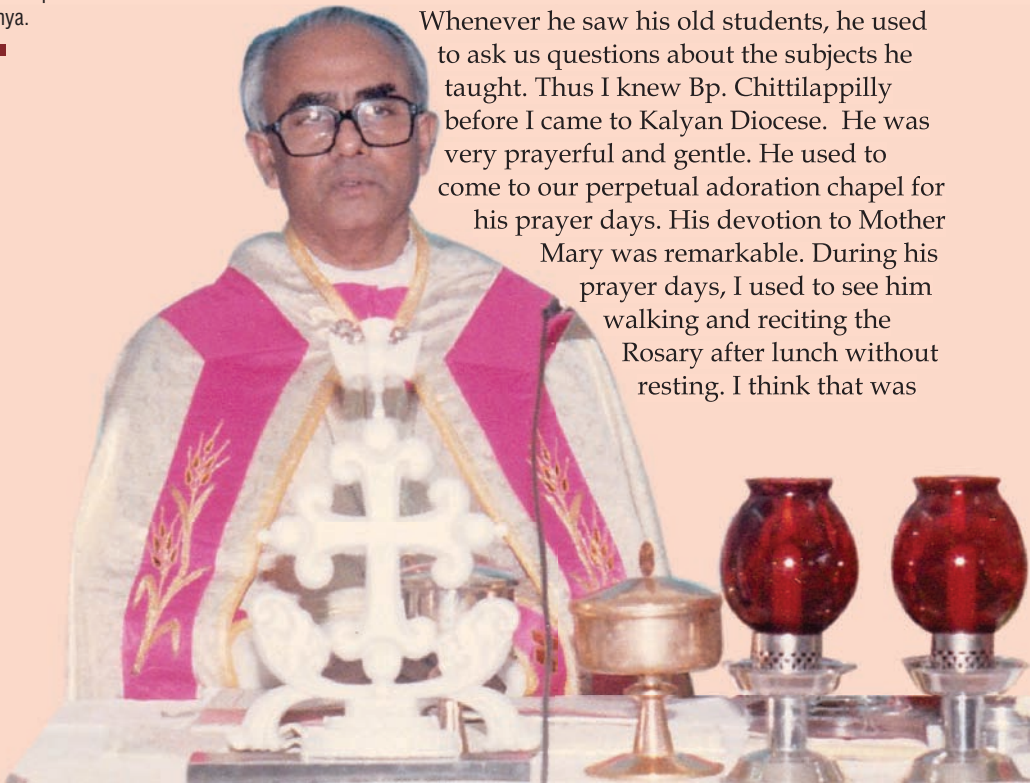 nya.
Whenever he saw his old students, he used
to ask us questions about the subjects he
taught. Thus I knew Bp. Chittilappilly
before I came to Kalyan Diocese.  He was
very prayerful and gentle. He used to
come to our perpetual adoration chapel for
his prayer days. His devotion to Mother
Mary was remarkable. During his
prayer days, I used to see him
walking and reciting the
Rosary after lunch without
resting. I think that was